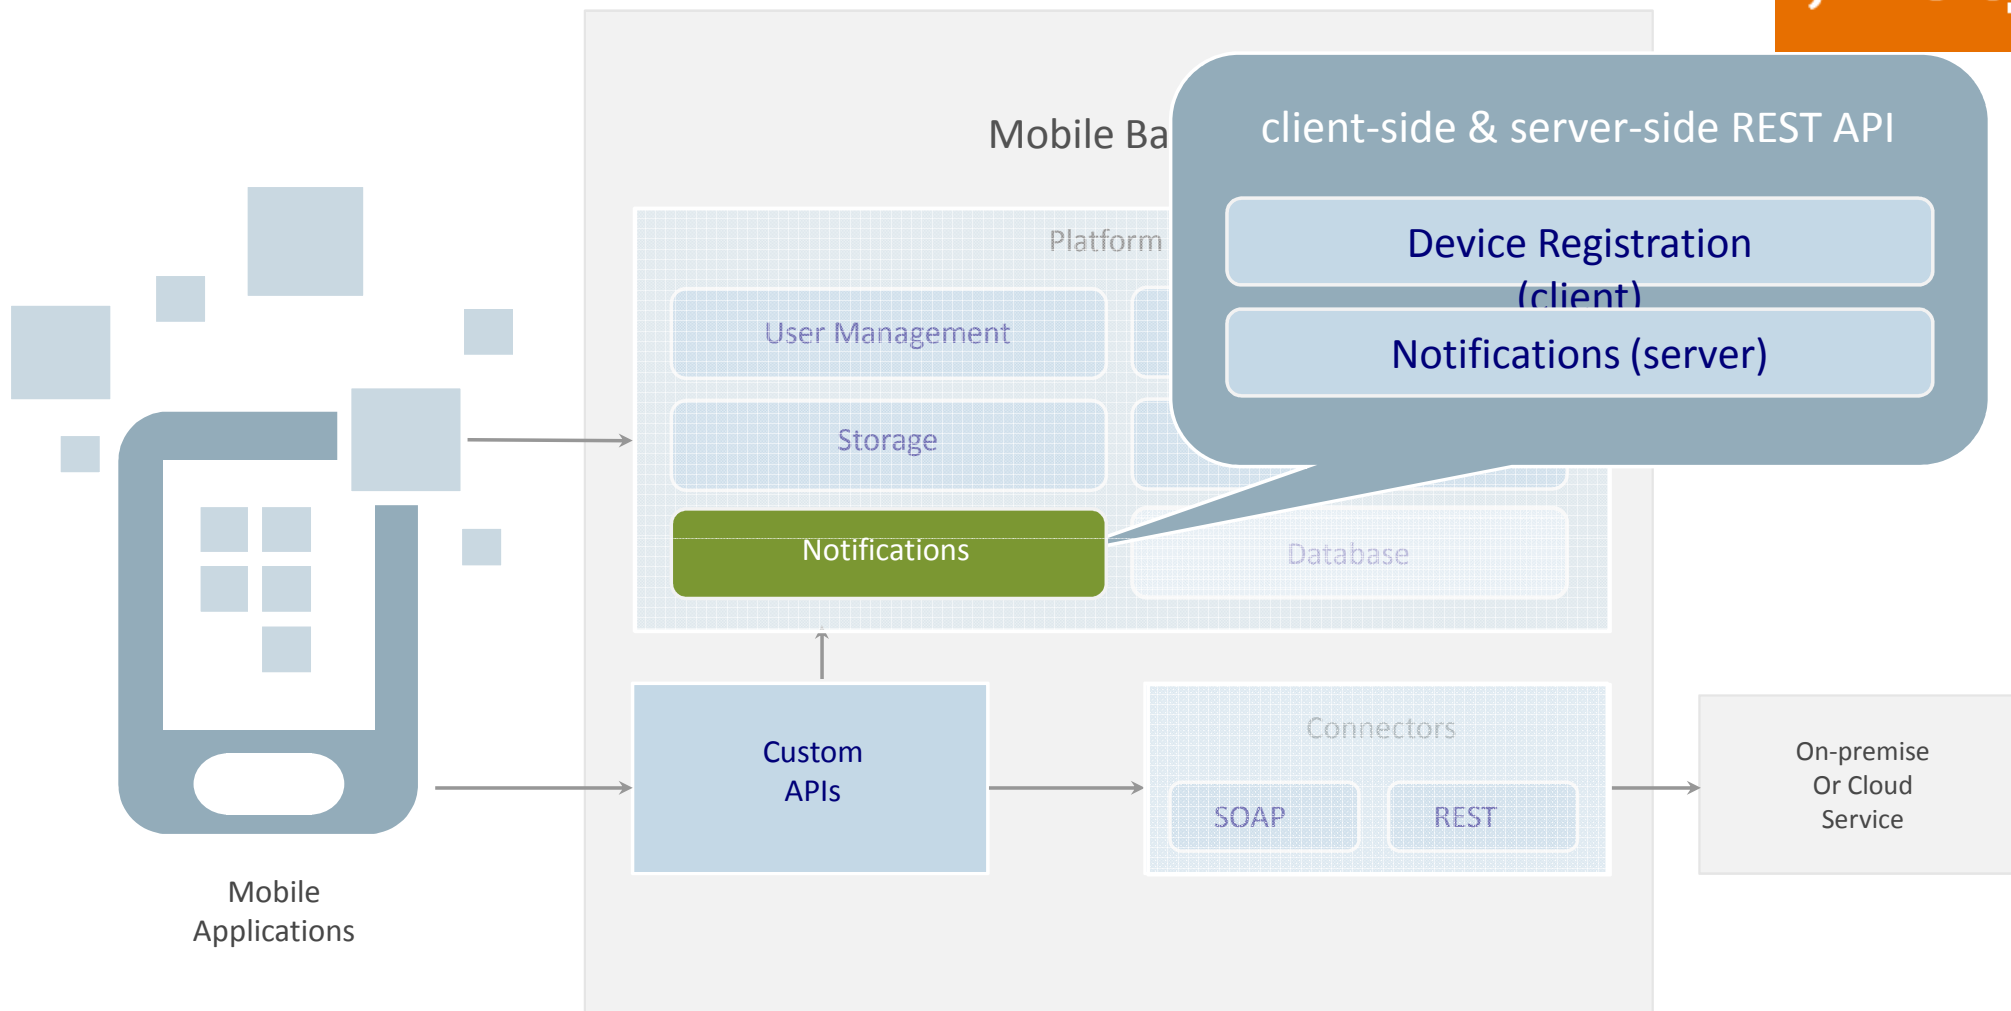 Mobile Ba
client-side & server-side REST API
Device Registration
(client)
Notifications (server)
Platform
User Management
Storage
Notifications
Database
Custom
APIs
Connectors
SOAP
REST
On-premise
Or Cloud
Service
Mobile
Applications